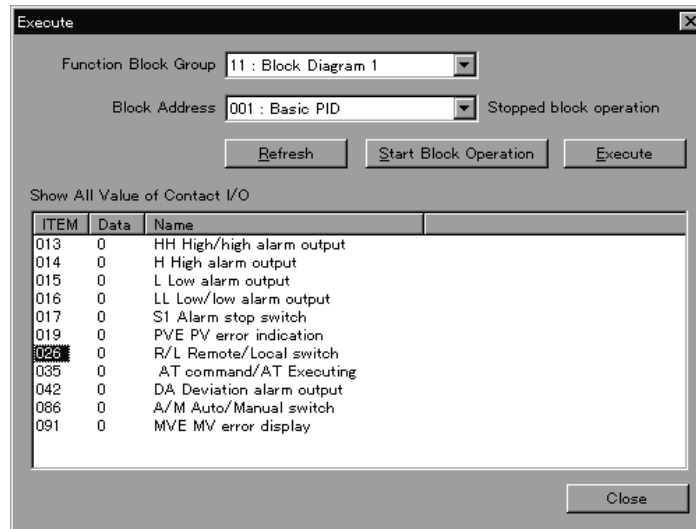 Execute
Function Block Group 11 : Block Diagram 1
Block Address 001 : Basic PID Stopped block operation
Refresh Start Block Operation Execute
Show All Value of Contact I/O
ITEM Data Name
013 0 HH High/high alarm output
014 0 H High alarm output
015 0 L Low alarm output
016 0 LL Low/low alarm output
017 0 S1 Alarm stop switch
019 0 PVE PV error indication
026 0 R/L Remote/Local switch
035 0 AT command/AT Executing
042 0 DA Deviation alarm output
086 0 A/M Auto/Manual switch
091 0 MVE MV error display
Close